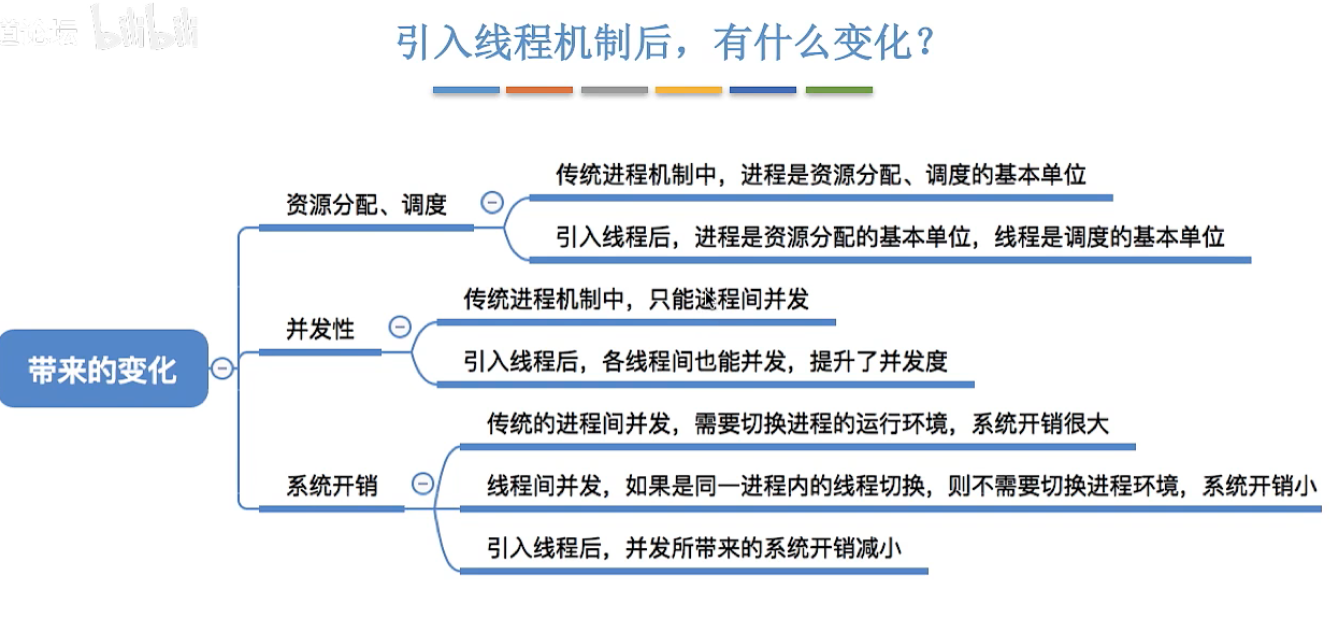 bilibili
引入线程机制后，有什么变化？
传统进程机制中，进程是资源分配、调度的基本单位
资源分配、调度
引入线程后，进程是资源分配的基本单位，线程是调度的基本单位
传统进程机制中，只能进程间并发
并发性
引入线程后，各线程间也能并发，提升了并发度
带来的变化
传统的进程间并发，需要切换进程的运行环境，系统开销很大
系统开销
线程间并发，如果是同一进程内的线程切换，则不需要切换进程环境，系统开销小
引入线程后，并发所带来的系统开销减小